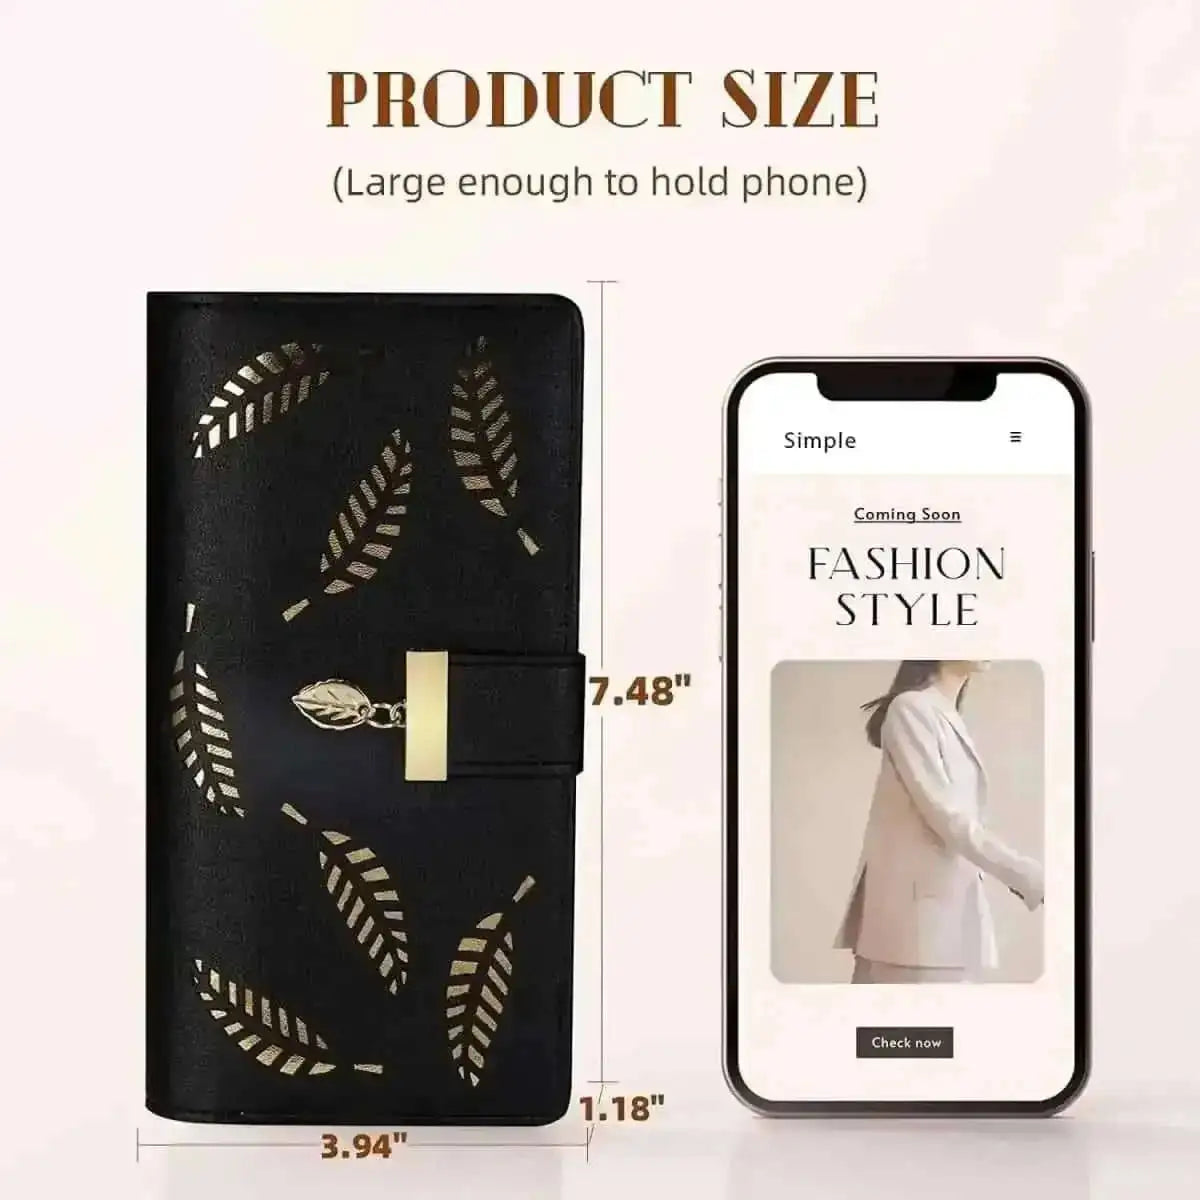 PRODUCT SIZE
(Large enough to hold phone)
Simple
Coming Soon
FASHION
STYLE
7.48"
Check now
1.18"
3.94"